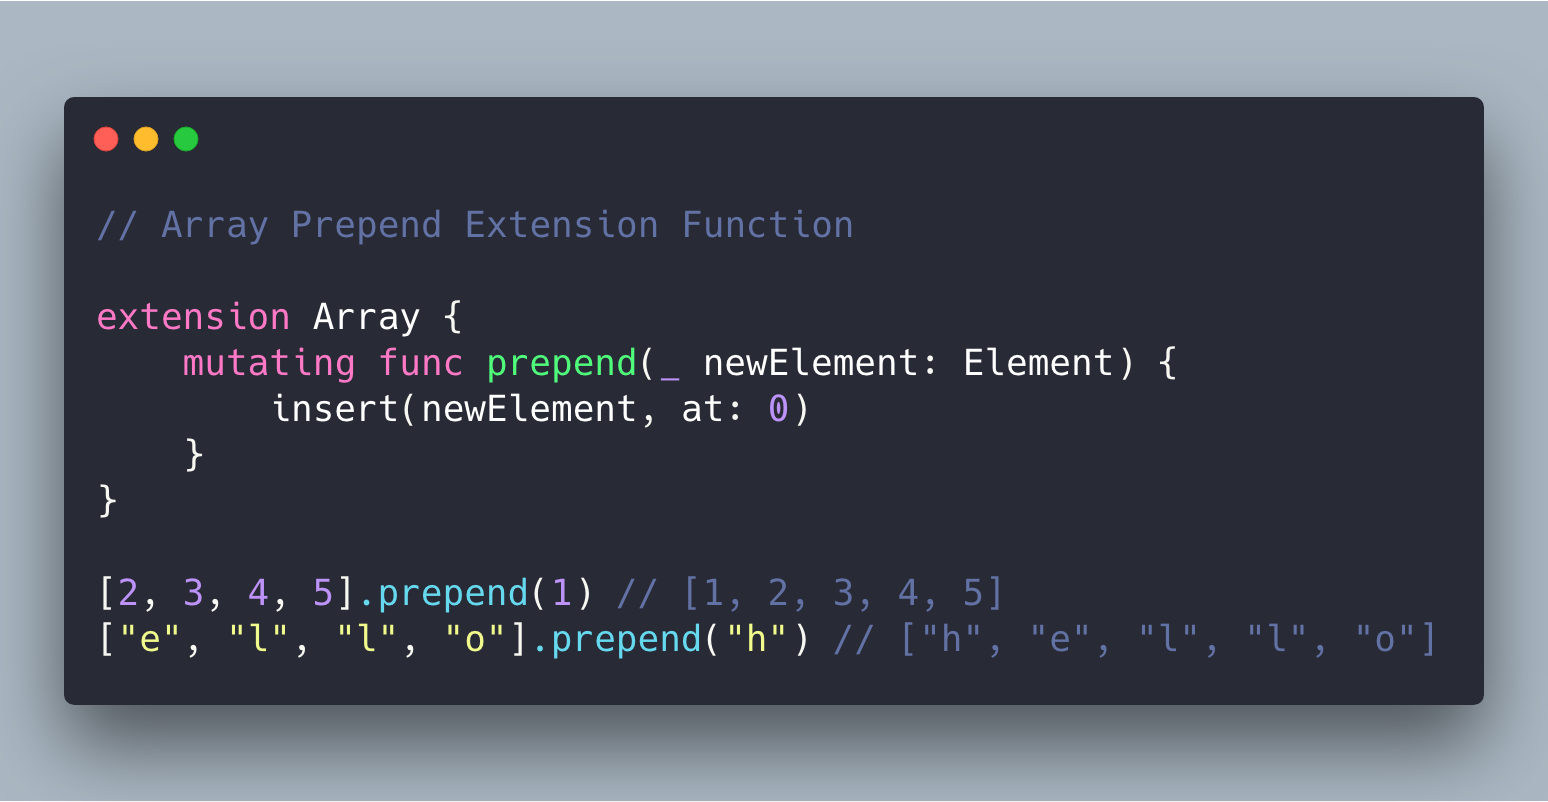 // Array Prepend Extension Function
extension Array {
    mutating func prepend(_ newElement: Element) {
        insert(newElement, at: 0)
    }
}
[2, 3, 4, 5].prepend(1) // [1, 2, 3, 4, 5]
["e", "l", "l", "o"].prepend("h") // ["h", "e", "l", "l", "o"]